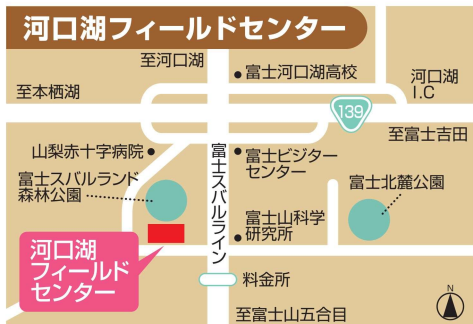 河口湖フィールドセンター
至河口湖
富士河口湖高校
河口湖
I.C
至本栖湖
139
至富士吉田
山梨赤十字病院
富士ビジター
センター
富士スバルライン
富士スバルランド
森林公園
富士北麓公園
富士山科学
研究所
河口湖
フィールド
センター
料金所
至富士山五合目
N